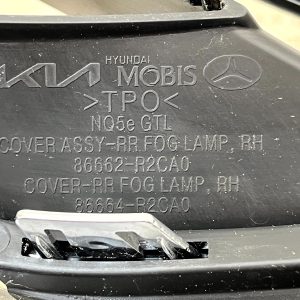 KIA HYUNDAI MOBIS
>TPO<
NQ5e GTL
COVER ASSY-RR FOG LAMP, RH
86662-R2CA0
COVER-RR FOG LAMP, RH
86664-R2CA0